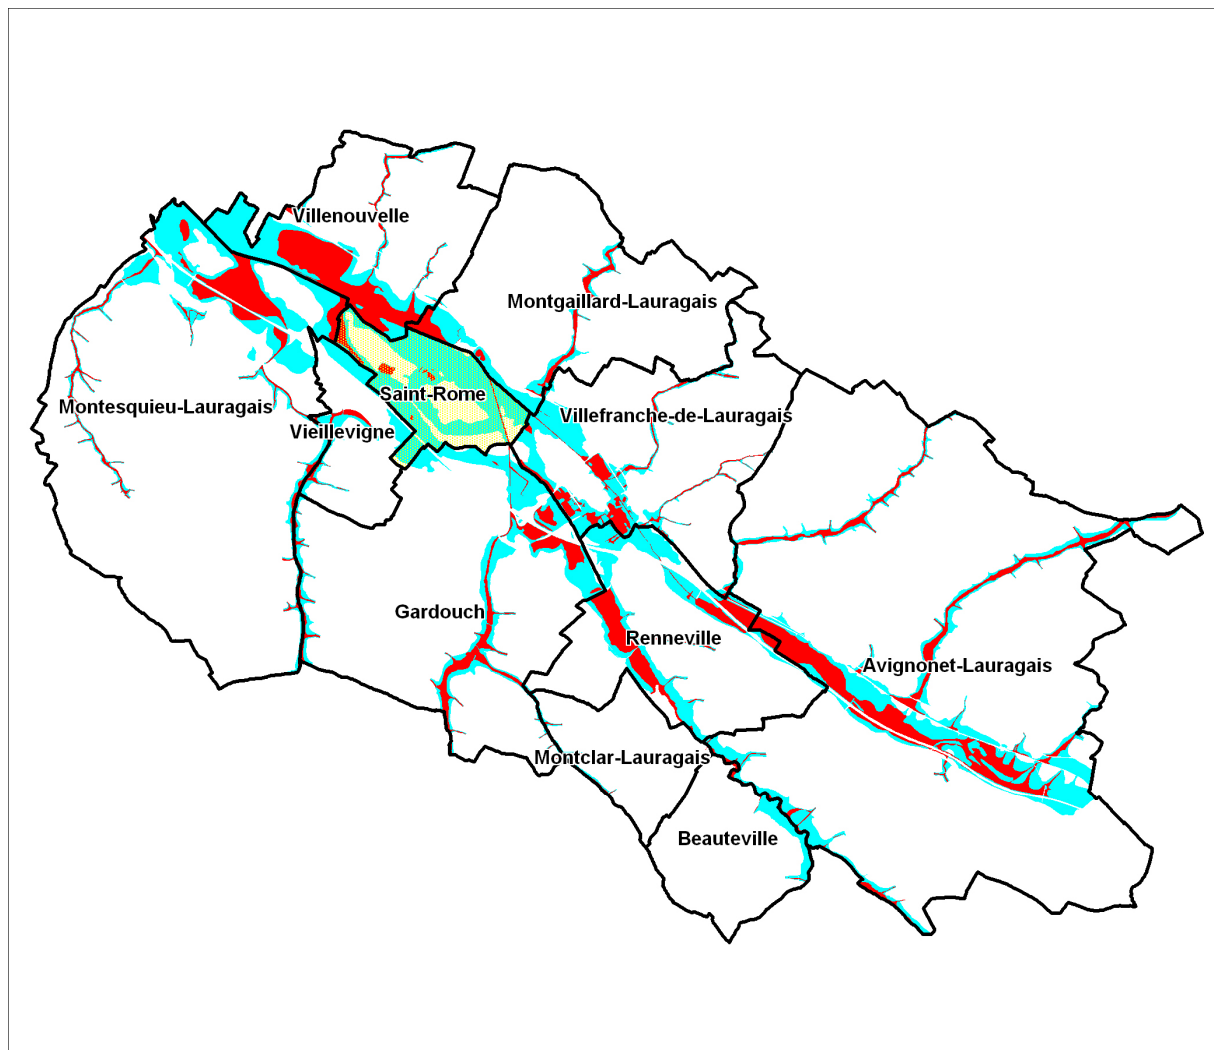 Villenouvelle
Montgaillard-Lauragais
Saint-Rome
Montesquieu-Lauragais
Villefranche-de-Lauragais
Vieillevigne
Gardouch
Renneville
Avignonet-Lauragais
Montclar-Lauragais
Beauteville